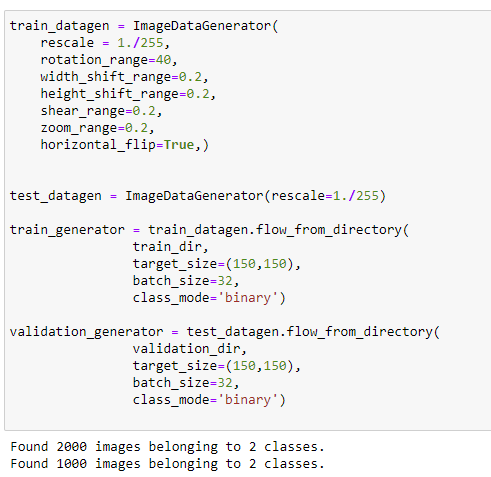 train_datagen = ImageDataGenerator(
    rescale = 1./255,
    rotation_range=40,
    width_shift_range=0.2,
    height_shift_range=0.2,
    shear_range=0.2,
    zoom_range=0.2,
    horizontal_flip=True,)
test_datagen = ImageDataGenerator(rescale=1./255)
train_generator = train_datagen.flow_from_directory(
                train_dir,
                target_size=(150,150),
                batch_size=32,
                class_mode='binary')
validation_generator = test_datagen.flow_from_directory(
                validation_dir,
                target_size=(150,150),
                batch_size=32,
                class_mode='binary')
Found 2000 images belonging to 2 classes.
Found 1000 images belonging to 2 classes.